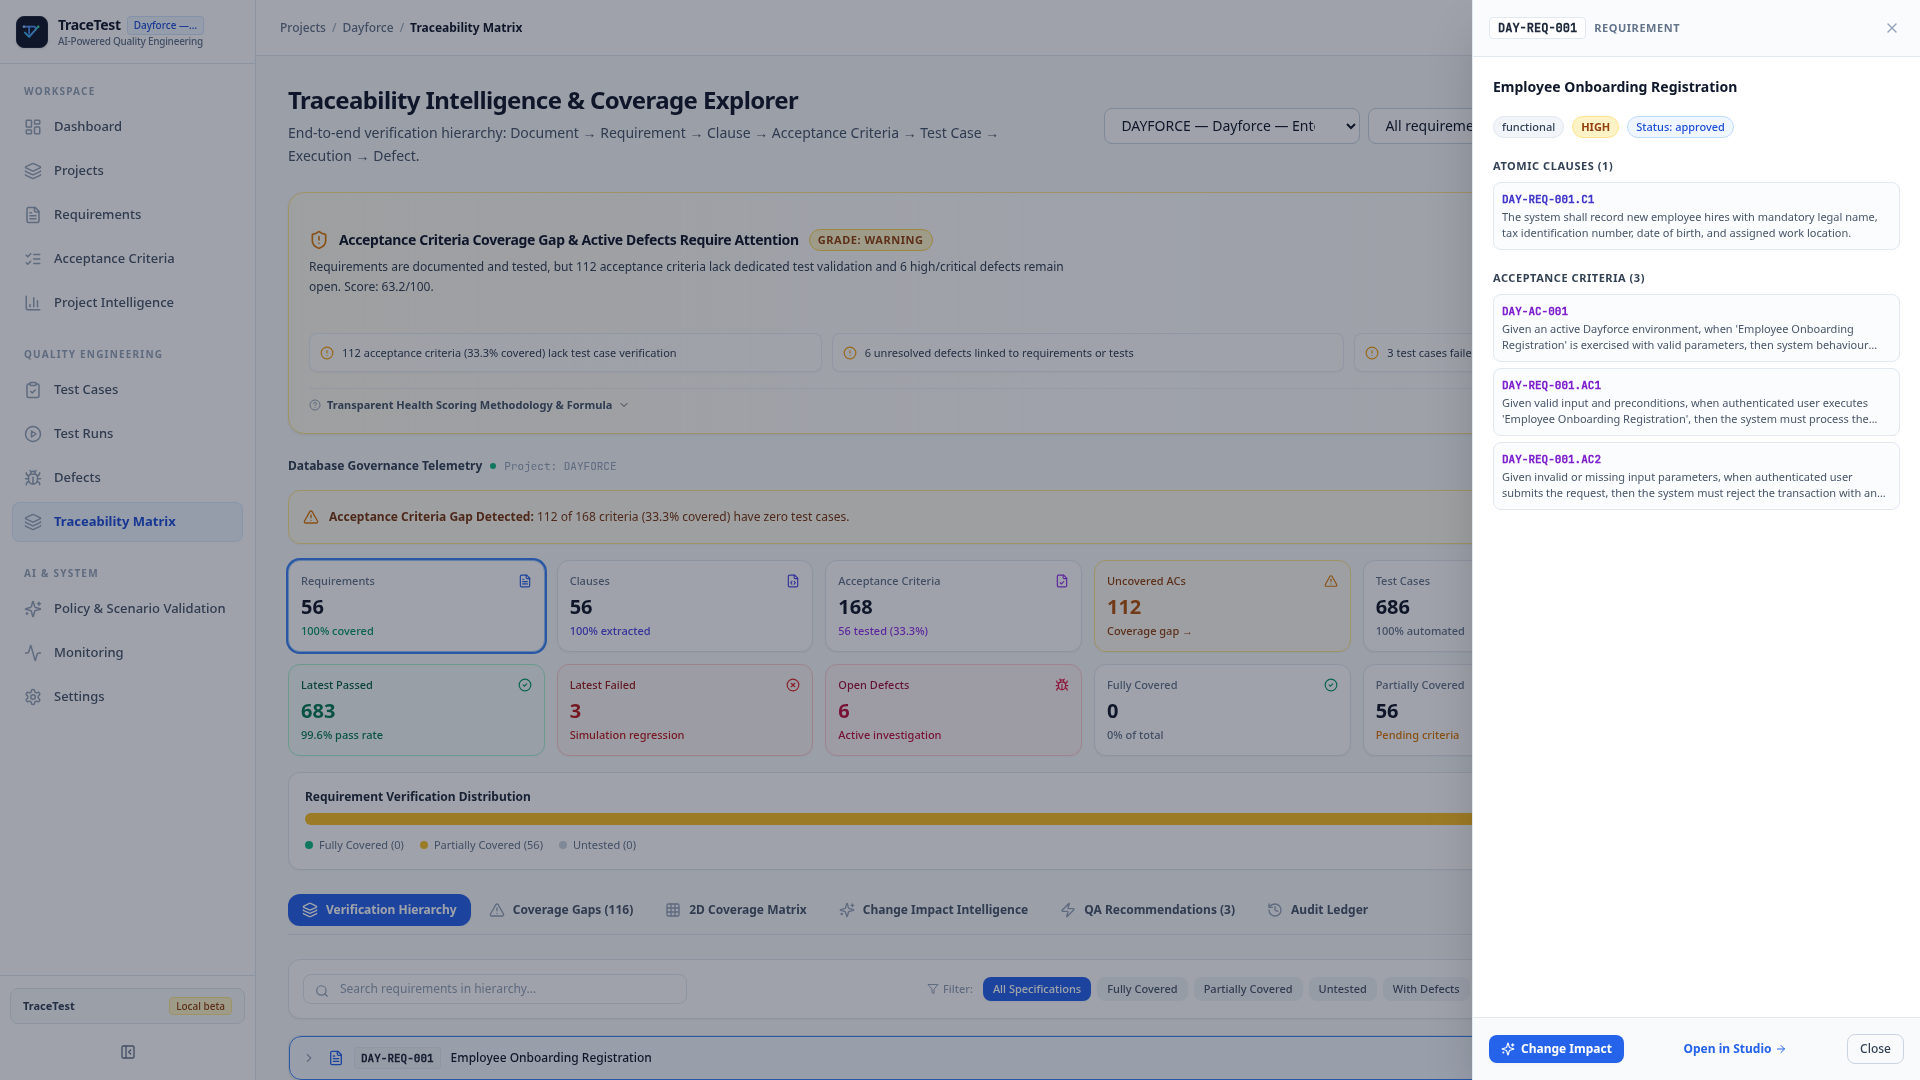 TraceTest
Dayforce —...
AI-Powered Quality Engineering
WORKSPACE
Dashboard
Projects
Requirements
Acceptance Criteria
Project Intelligence
QUALITY ENGINEERING
Test Cases
Test Runs
Defects
Traceability Matrix
AI & SYSTEM
Policy & Scenario Validation
Monitoring
Settings
TraceTest
Local beta
Projects / Dayforce / Traceability Matrix
Traceability Intelligence & Coverage Explorer
End-to-end verification hierarchy: Document → Requirement → Clause → Acceptance Criteria → Test Case →
Execution → Defect.
DAYFORCE — Dayforce — Ent
All requireme
Acceptance Criteria Coverage Gap & Active Defects Require Attention
GRADE: WARNING
Requirements are documented and tested, but 112 acceptance criteria lack dedicated test validation and 6 high/critical defects remain
open. Score: 63.2/100.
112 acceptance criteria (33.3% covered) lack test case verification
6 unresolved defects linked to requirements or tests
3 test cases faile
Transparent Health Scoring Methodology & Formula
Database Governance Telemetry
Project: DAYFORCE
Acceptance Criteria Gap Detected: 112 of 168 criteria (33.3% covered) have zero test cases.
Requirements
56
100% covered
Clauses
56
100% extracted
Acceptance Criteria
168
56 tested (33.3%)
Uncovered ACs
112
Coverage gap →
Test Cases
686
100% automated
Latest Passed
683
99.6% pass rate
Latest Failed
3
Simulation regression
Open Defects
6
Active investigation
Fully Covered
0
0% of total
Partially Covered
56
Pending criteria
Requirement Verification Distribution
Fully Covered (0)
Partially Covered (56)
Untested (0)
Verification Hierarchy
Coverage Gaps (116)
2D Coverage Matrix
Change Impact Intelligence
QA Recommendations (3)
Audit Ledger
Search requirements in hierarchy...
Filter:
All Specifications
Fully Covered
Partially Covered
Untested
With Defects
DAY-REQ-001
Employee Onboarding Registration
DAY-REQ-001
REQUIREMENT
Employee Onboarding Registration
functional
HIGH
Status: approved
ATOMIC CLAUSES (1)
DAY-REQ-001.C1
The system shall record new employee hires with mandatory legal name,
tax identification number, date of birth, and assigned work location.
ACCEPTANCE CRITERIA (3)
DAY-AC-001
Given an active Dayforce environment, when 'Employee Onboarding
Registration' is exercised with valid parameters, then system behaviour...
DAY-REQ-001.AC1
Given valid input and preconditions, when authenticated user executes
'Employee Onboarding Registration', then the system must process the...
DAY-REQ-001.AC2
Given invalid or missing input parameters, when authenticated user
submits the request, then the system must reject the transaction with an...
Change Impact
Open in Studio →
Close